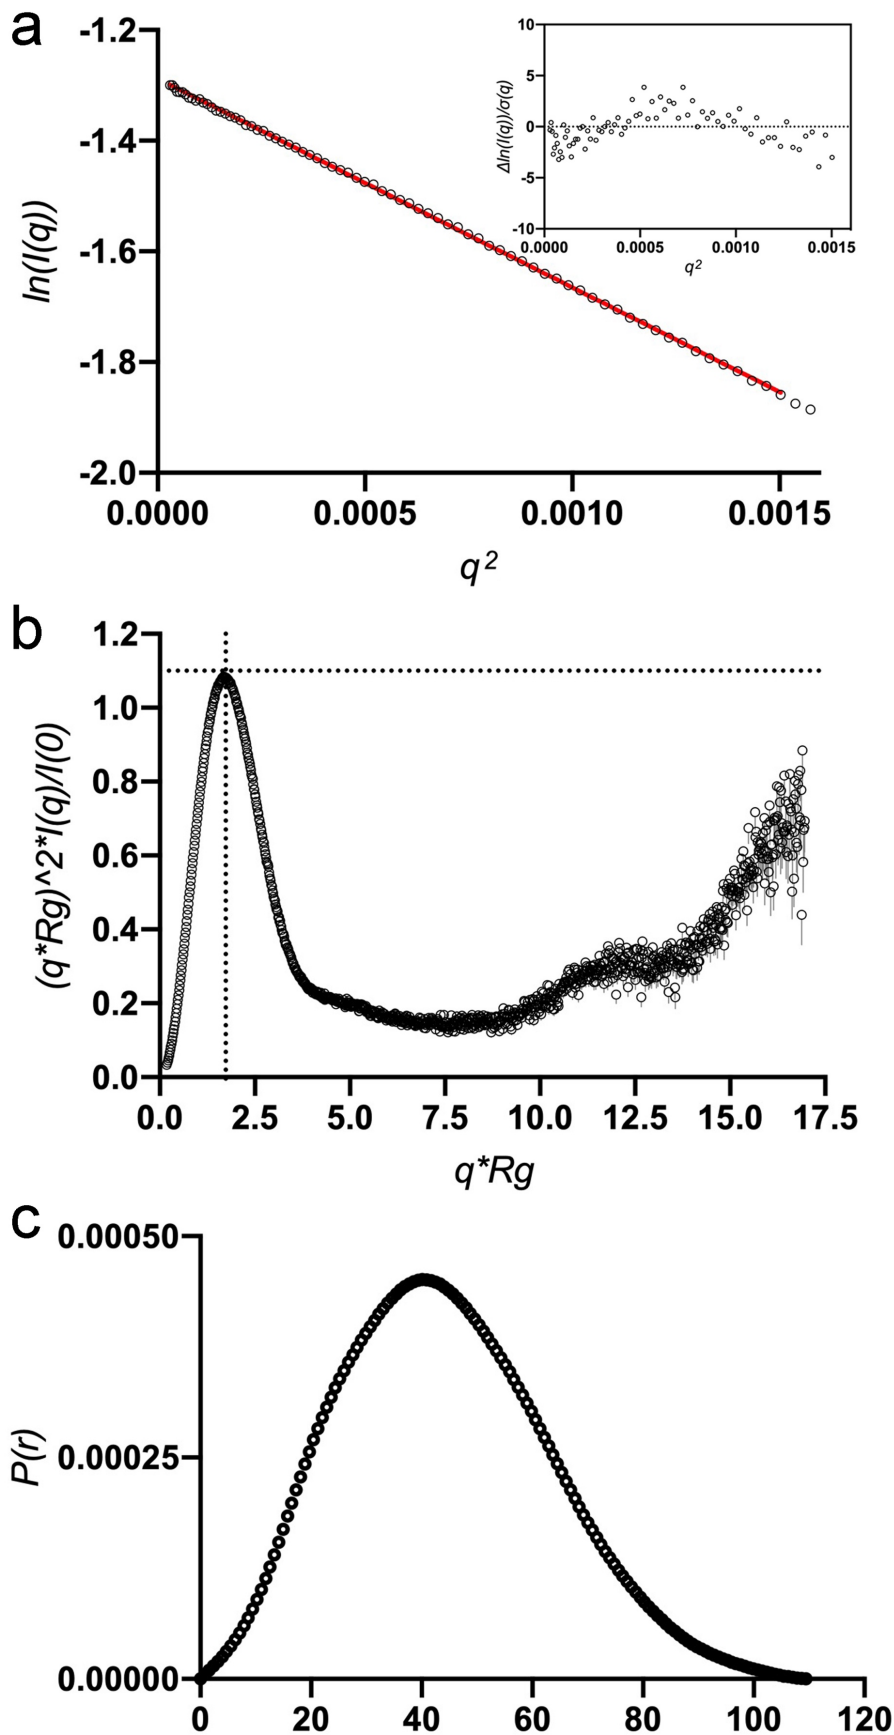 a
-1.2
-1.4
-1.6
-1.8
-2.0
ln(I(q))
0.0000 0.0005 0.0010 0.0015
q²
10
5
0
-5
-10
Δln(I(q))/σ(q)
0.0000 0.0005 0.0010 0.0015
q²
b
1.2
1.0
0.8
0.6
0.4
0.2
0.0
(q*Rg)^2*I(q)/I(0)
0.0 2.5 5.0 7.5 10.0 12.5 15.0 17.5
q*Rg
c
0.00050
0.00025
0.00000
P(r)
0 20 40 60 80 100 120